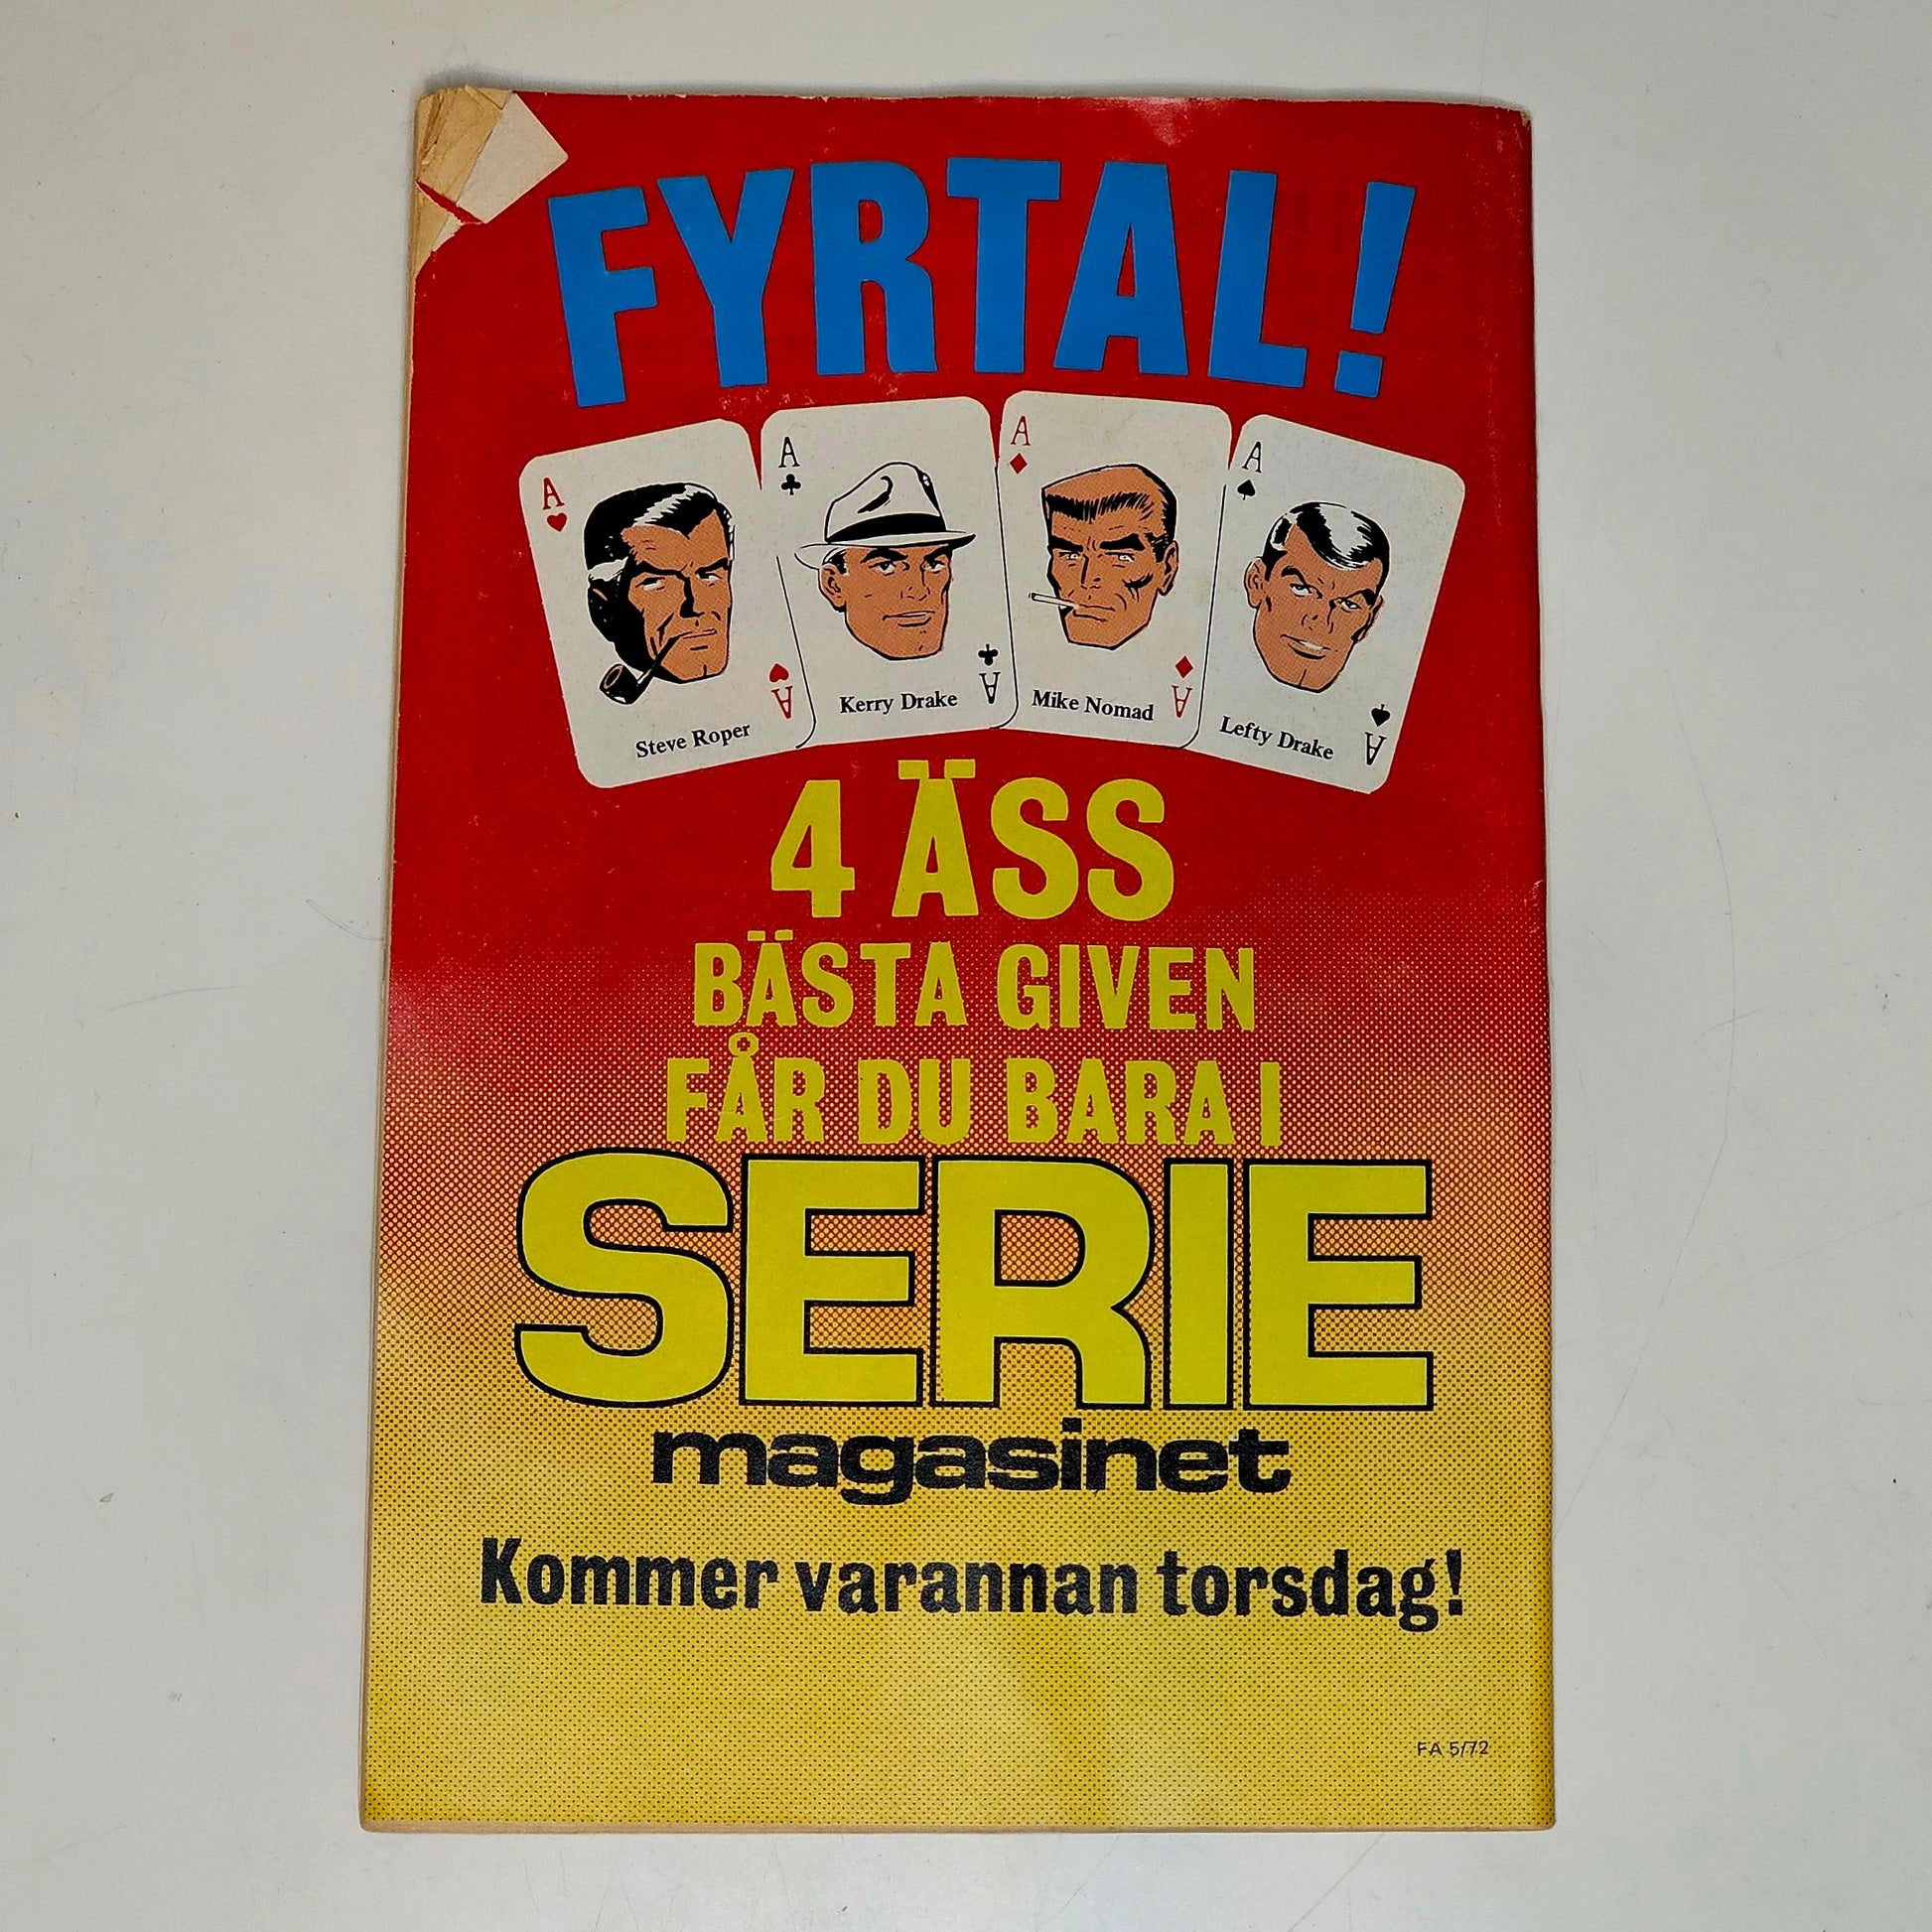 FYRTAL!
A
A
A
A
Steve Roper
A
Kerry Drake
A
Mike Nomad
A
Lefty Drake
A
4 ÄSS
BÄSTA GIVEN
FÅR DU BARA I
SERIE
magasinet
Kommer varannan torsdag!
FA 5/72